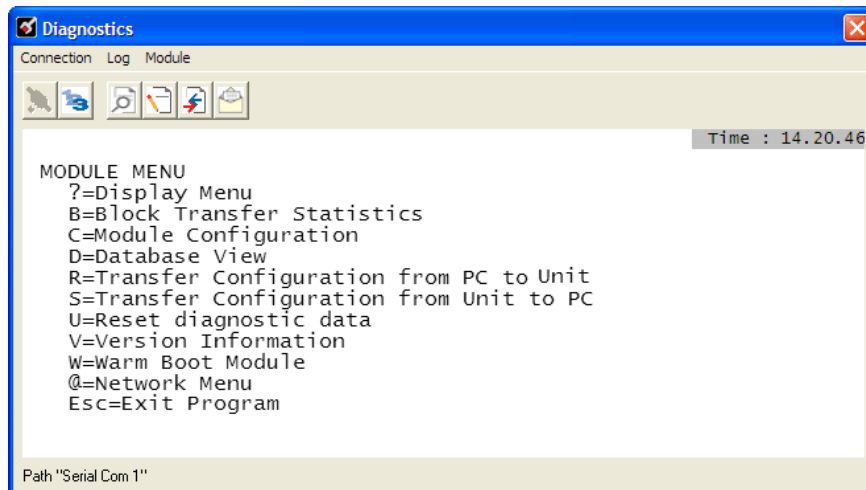 Diagnostics
Connection Log Module
Time : 14.20.46
MODULE MENU
?=Display Menu
B=Block Transfer Statistics
C=Module Configuration
D=Database View
R=Transfer Configuration from PC to Unit
S=Transfer Configuration from Unit to PC
U=Reset diagnostic data
V=Version Information
W=Warm Boot Module
@=Network Menu
Esc=Exit Program
Path "Serial Com 1"